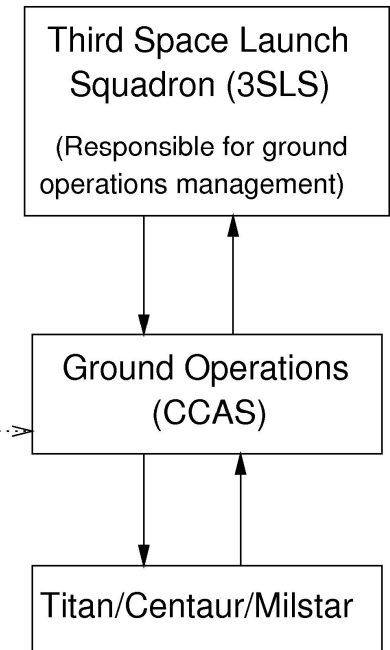 Third Space Launch
Squadron (3SLS)
(Responsible for ground
operations management)
Ground Operations
(CCAS)
Titan/Centaur/Milstar